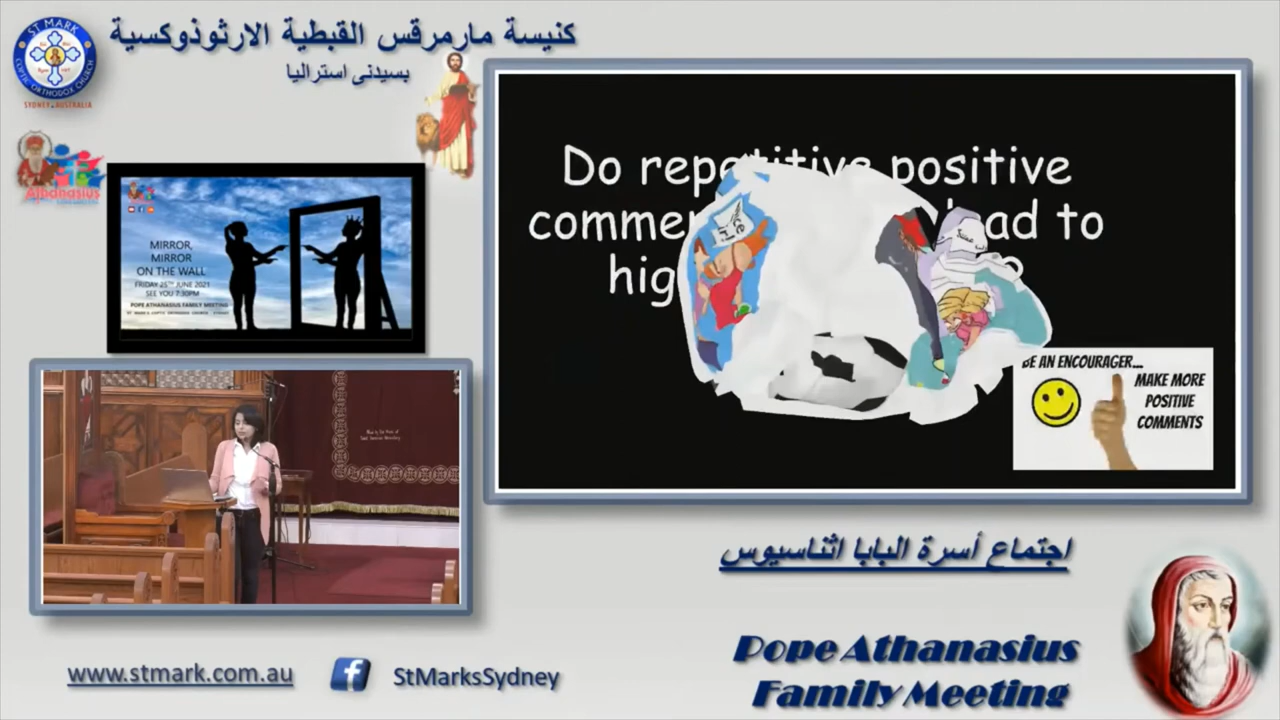 ST MARK
COPTIC ORTHODOX CHURCH
SYDNEY AUSTRALIA
كنيسة مارمرقس القبطية الارثوذوكسية
بسيدنى استراليا
Athanasius
MIRROR,
MIRROR
ON THE WALL
FRIDAY 25TH JUNE 2021
SEE YOU 7:30PM
POPE ATHANASIUS FAMILY MEETING
ST MARK'S COPTIC ORTHODOX CHURCH SYDNEY
Do repetitive positive
comme ad to
hig ?
BE AN ENCOURAGER...
MAKE MORE
POSITIVE
COMMENTS
اجتماع أسرة البابا اثناسيوس
Pope Athanasius
Family Meeting
www.stmark.com.au
StMarksSydney